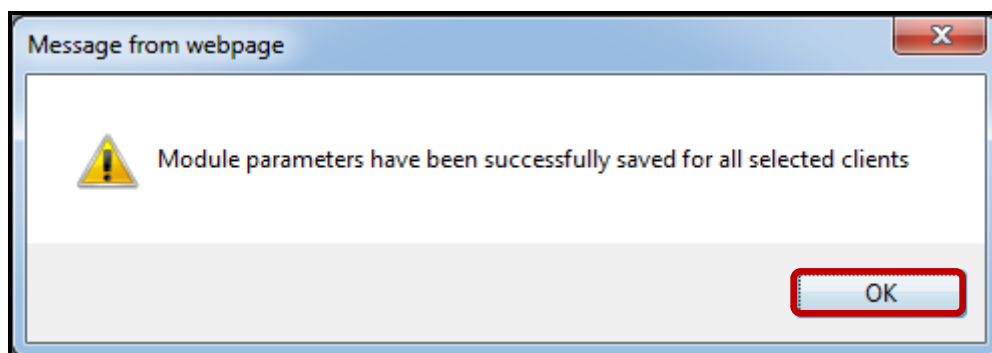 Message from webpage
Module parameters have been successfully saved for all selected clients
OK